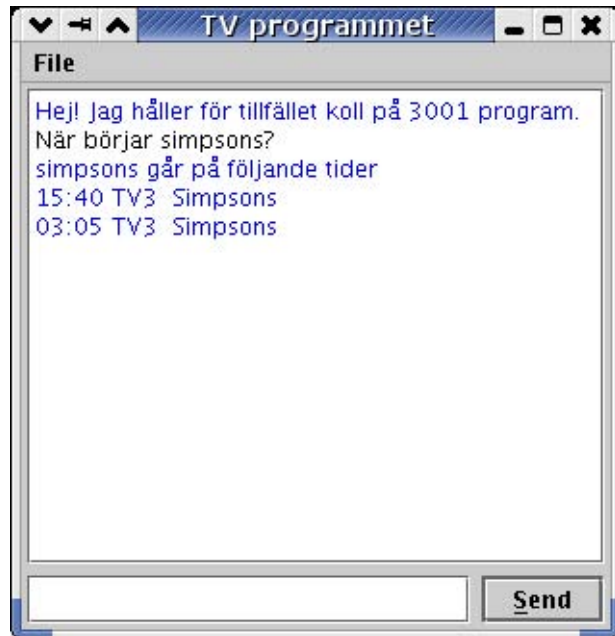 TV programmet
File
Hej! Jag håller för tillfället koll på 3001 program.
När börjar simpsons?
simpsons går på följande tider
15:40 TV3  Simpsons
03:05 TV3  Simpsons
Send